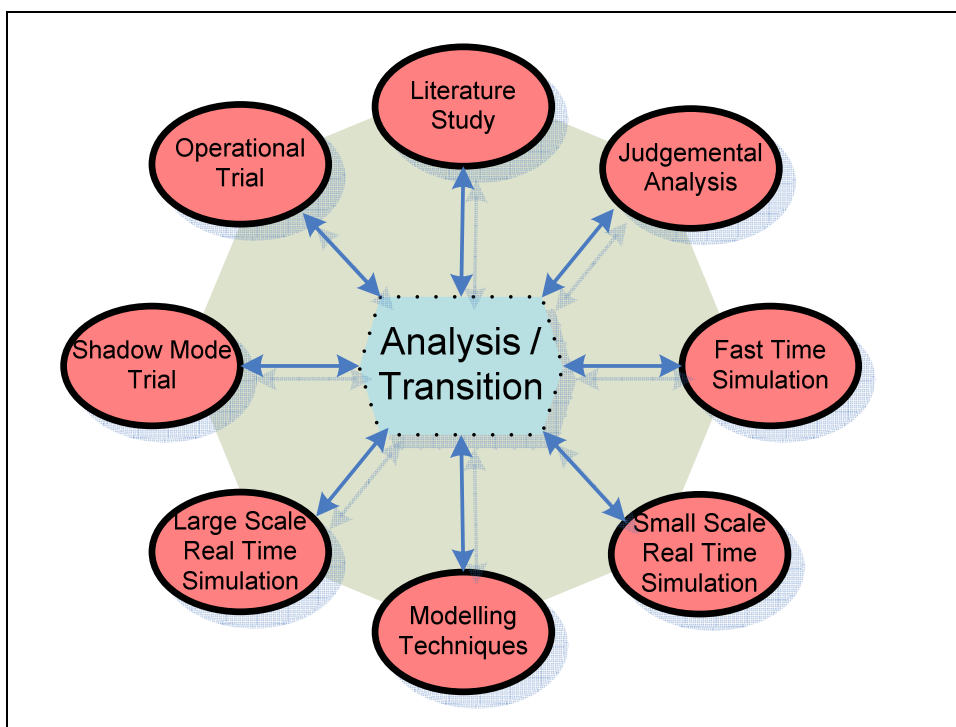 Literature
Study
Operational
Trial
Judgemental
Analysis
Analysis /
Transition
Shadow Mode
Trial
Fast Time
Simulation
Large Scale
Real Time
Simulation
Small Scale
Real Time
Simulation
Modelling
Techniques